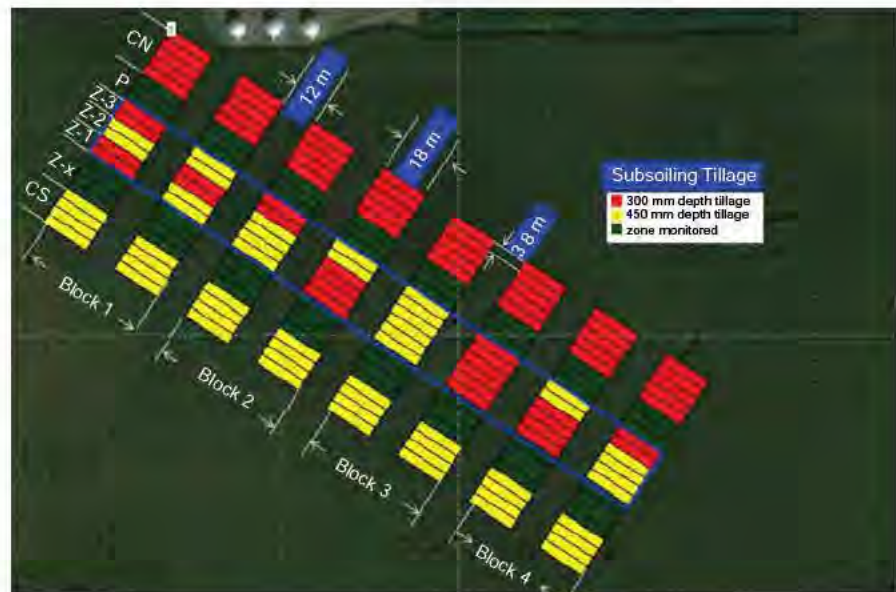 CN
P
Z-3
Z-2
Z-1
Z-x
CS
12 m
18 m
3.8 m
Subsoiling Tillage
300 mm depth tillage
450 mm depth tillage
zone monitored
Block 1
Block 2
Block 3
Block 4